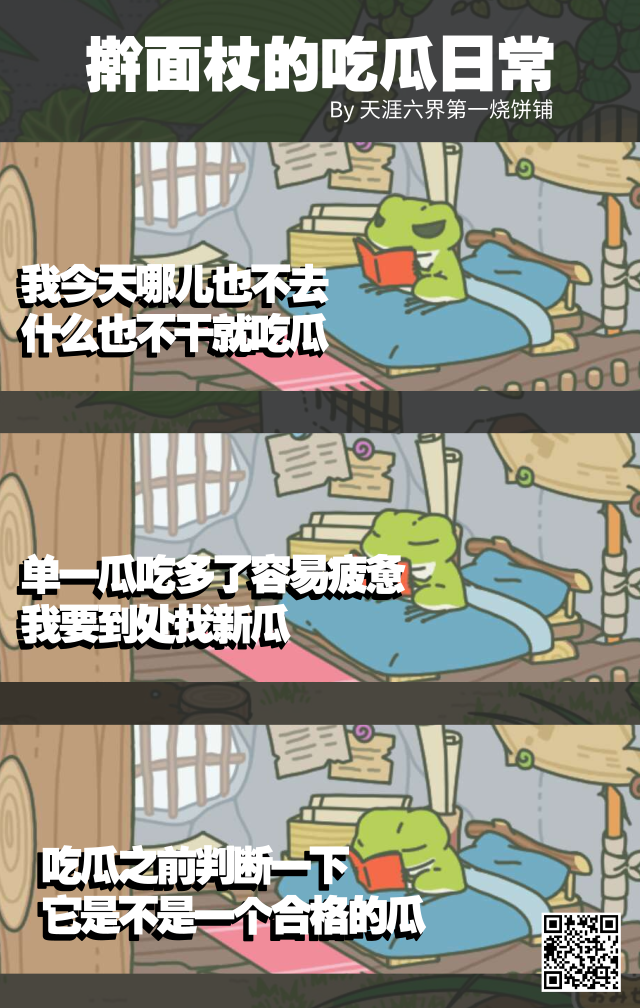 擀面杖的吃瓜日常
By 天涯六界第一烧饼铺
我今天哪儿也不去
什么也不干就吃瓜
单一瓜吃多了容易疲惫
我要到处找新瓜
吃瓜之前判断一下
它是不是一个合格的瓜